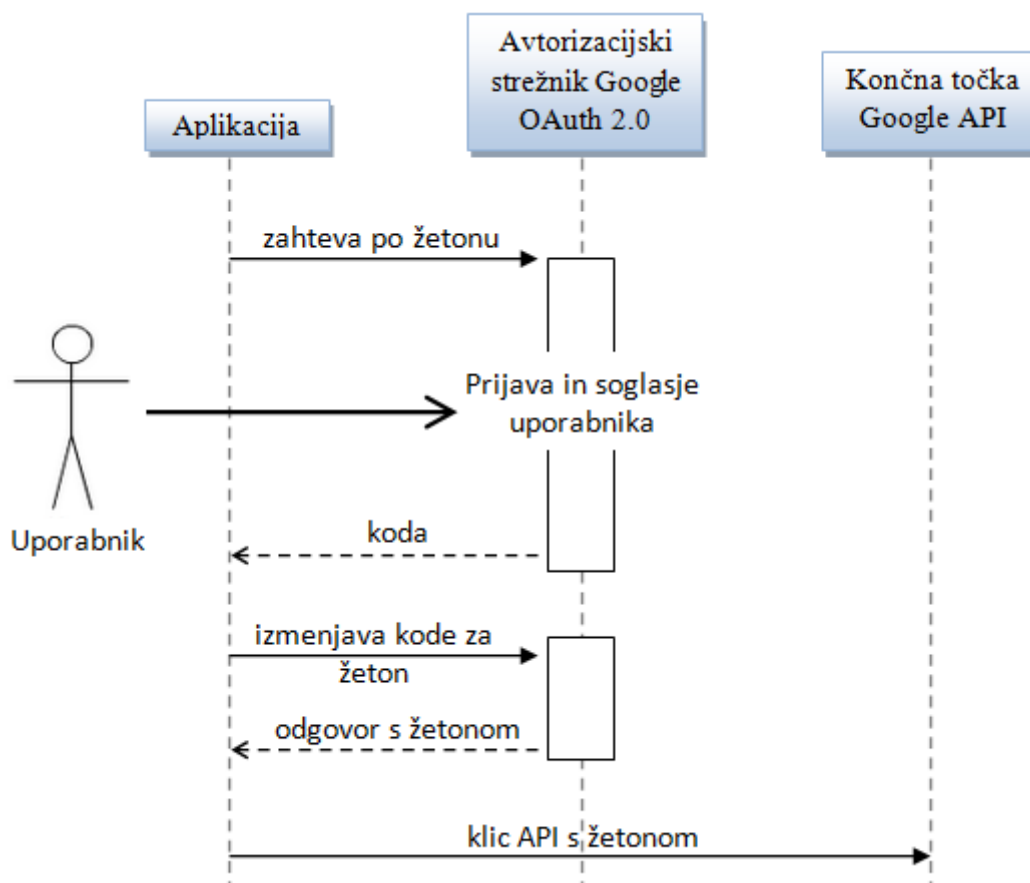 Avtorizacijski
strežnik Google
OAuth 2.0
Končna točka
Google API
Aplikacija
zahteva po žetonu
Prijava in soglasje
uporabnika
Uporabnik
koda
izmenjava kode za
žeton
odgovor s žetonom
klic API s žetonom